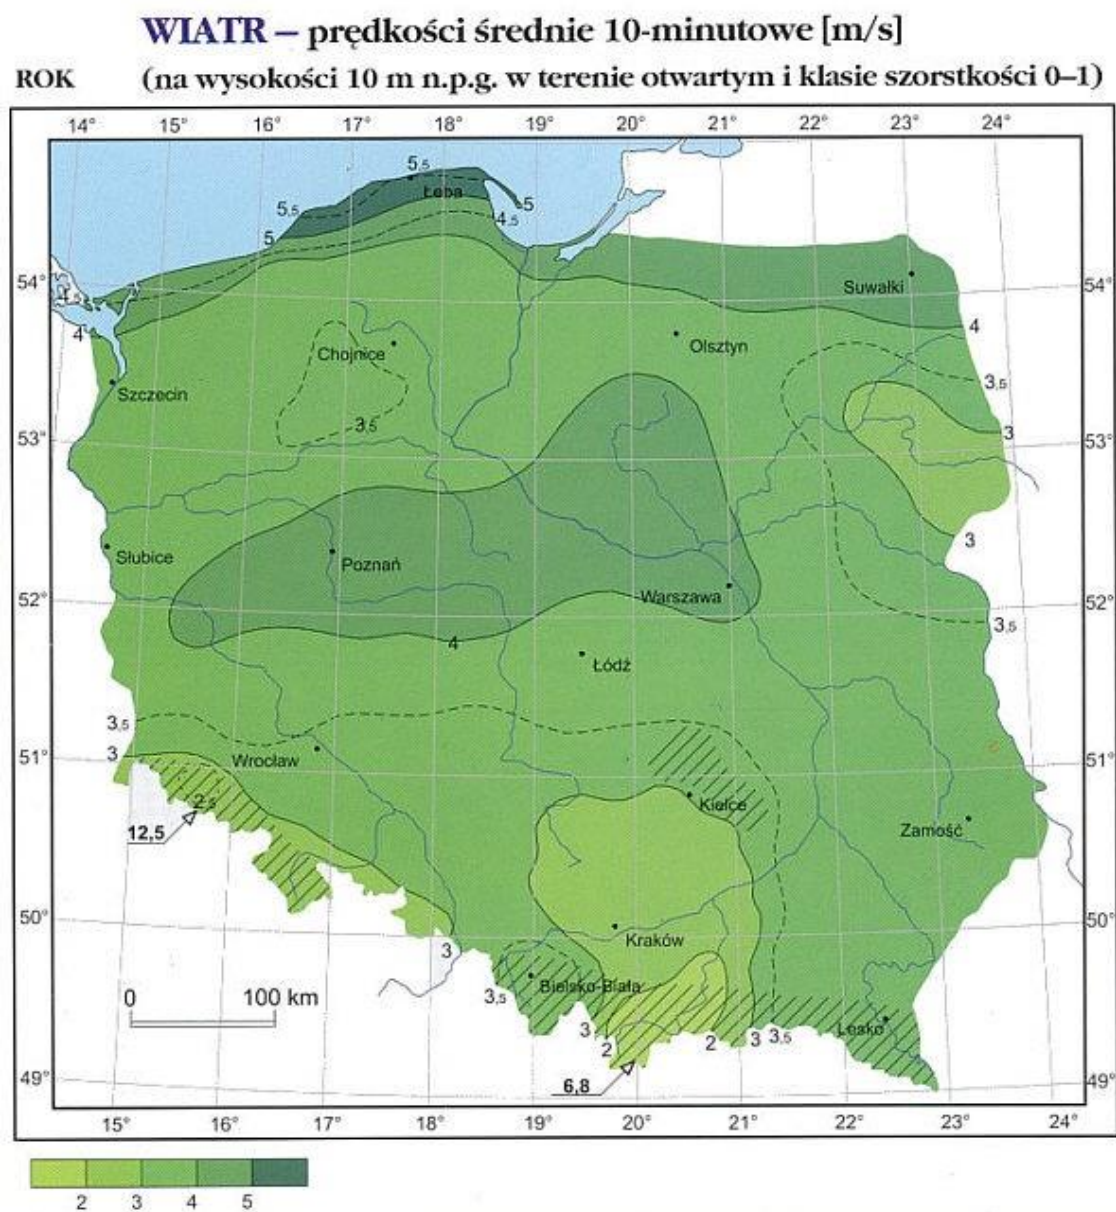 WIATR – prędkości średnie 10-minutowe [m/s]
ROK (na wysokości 10 m n.p.g. w terenie otwartym i klasie szorstkości 0–1)
14° 15° 16° 17° 18° 19° 20° 21° 22° 23° 24°
5,5
Łeba
5,5
5
4,5
5
54°
Suwałki
54°
4,5
4
4
Olsztyn
Chojnice
3,5
Szczecin
3,5
53°
3
53°
3
Słubice
Poznań
52°
Warszawa
52°
3,5
4
Łódź
3,5
3
51°
Wrocław
51°
2,5
Kielce
12,5
Zamość
50°
50°
Kraków
3
0 100 km
3,5
Bielsko-Biała
3
2
2
3
3,5
Lesko
49°
6,8
49°
15° 16° 17° 18° 19° 20° 21° 22° 23° 24°
2 3 4 5